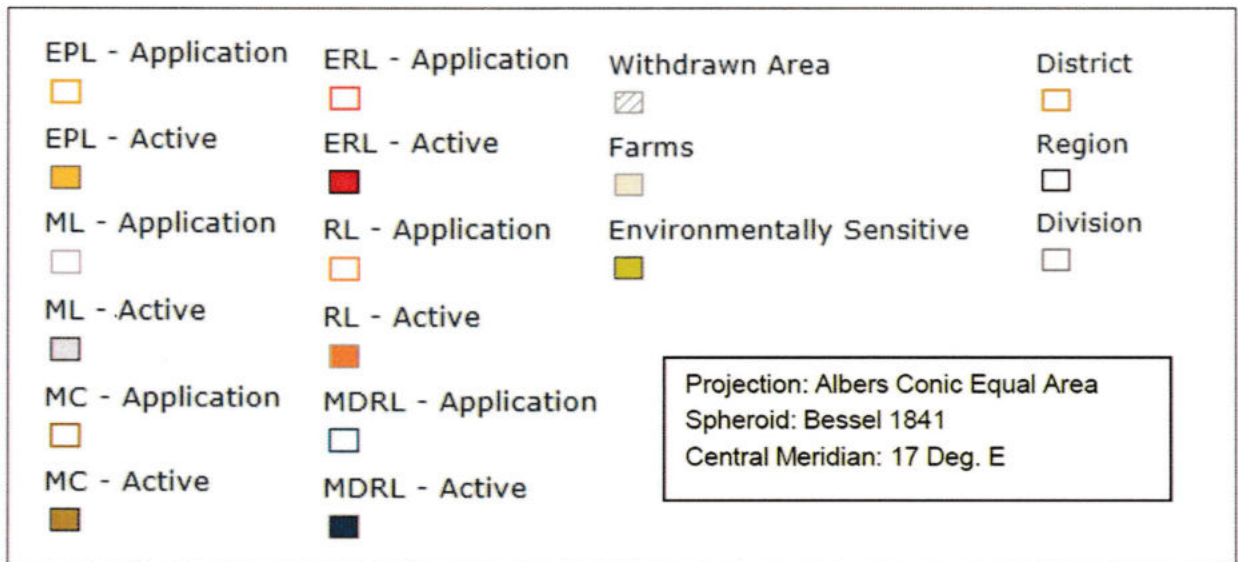 EPL - Application
EPL - Active
ML - Application
ML - Active
MC - Application
MC - Active
ERL - Application
ERL - Active
RL - Application
RL - Active
MDRL - Application
MDRL - Active
Withdrawn Area
Farms
Environmentally Sensitive
District
Region
Division
Projection: Albers Conic Equal Area
Spheroid: Bessel 1841
Central Meridian: 17 Deg. E